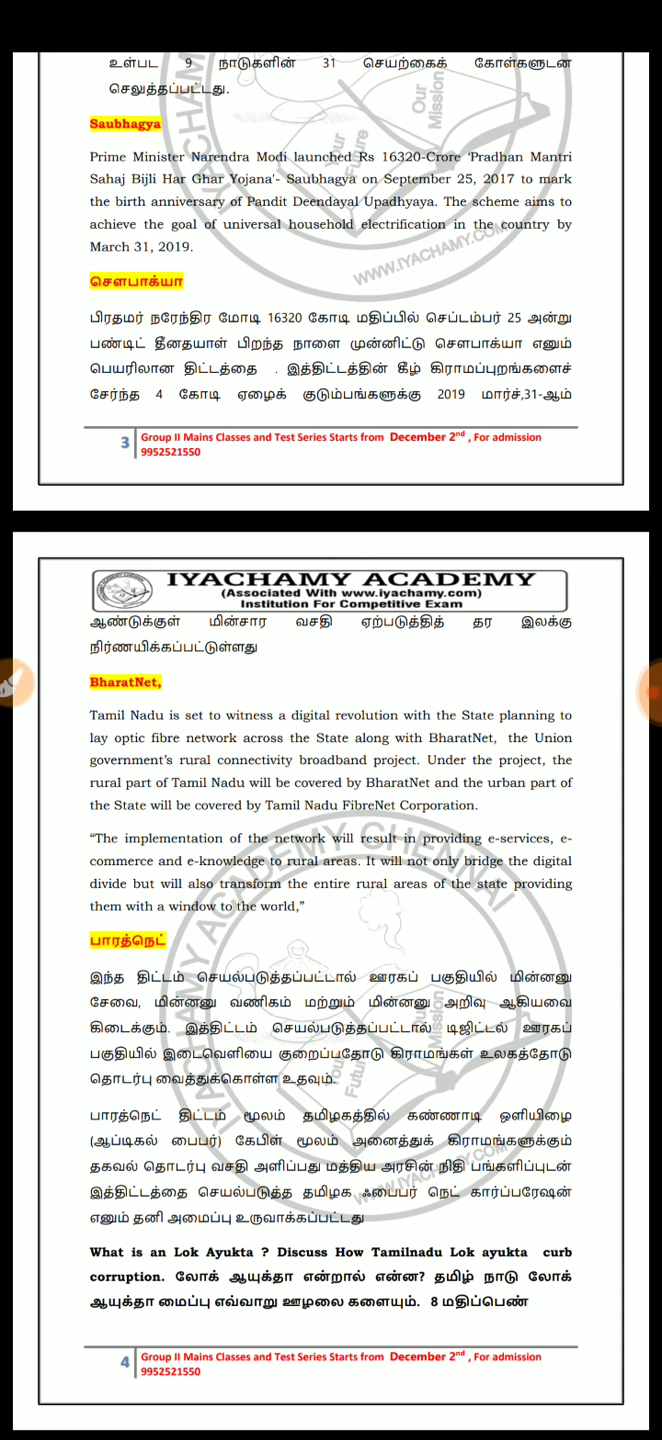 உள்பட 9 நாடுகளின் 31 செயற்கைக் கோள்களுடன
செலுத்தப்பட்டது.
Saubhagya
Prime Minister Narendra Modi launched Rs 16320-Crore 'Pradhan Mantri
Sahaj Bijli Har Ghar Yojana'- Saubhagya on September 25, 2017 to mark
the birth anniversary of Pandit Deendayal Upadhyaya. The scheme aims to
achieve the goal of universal household electrification in the country by
March 31, 2019.
சௌபாக்யா
பிரதமர் நரேந்திர மோடி 16320 கோடி மதிப்பில் செப்டம்பர் 25 அன்று
பண்டிட் தீனதயாள் பிறந்த நாளை முன்னிட்டு சௌபாக்யா எனும்
பெயரிலான திட்டத்தை . இத்திட்டத்தின் கீழ் கிராமப்புறங்களைச்
சேர்ந்த 4 கோடி ஏழைக் குடும்பங்களுக்கு 2019 மார்ச்,31-ஆம்
3 Group II Mains Classes and Test Series Starts from December 2nd , For admission
9952521550
IYACHAMY ACADEMY
(Associated With www.iyachamy.com)
Institution For Competitive Exam
ஆண்டுக்குள் மின்சார வசதி ஏற்படுத்தித் தர இலக்கு
நிர்ணயிக்கப்பட்டுள்ளது
BharatNet,
Tamil Nadu is set to witness a digital revolution with the State planning to
lay optic fibre network across the State along with BharatNet, the Union
government's rural connectivity broadband project. Under the project, the
rural part of Tamil Nadu will be covered by BharatNet and the urban part of
the State will be covered by Tamil Nadu FibreNet Corporation.
“The implementation of the network will result in providing e-services, e-
commerce and e-knowledge to rural areas. It will not only bridge the digital
divide but will also transform the entire rural areas of the state providing
them with a window to the world,”
பாரத்நெட்
இந்த திட்டம் செயல்படுத்தப்பட்டால் ஊரகப் பகுதியில் மின்னனு
சேவை, மின்னனு வணிகம் மற்றும் மின்னனு அறிவு ஆகியவை
கிடைக்கும். இத்திட்டம் செயல்படுத்தப்பட்டால் டிஜிட்டல் ஊரகப்
பகுதியில் இடைவெளியை குறைப்பதோடு கிராமங்கள் உலகத்தோடு
தொடர்பு வைத்துக்கொள்ள உதவும்.
பாரத்நெட் திட்டம் மூலம் தமிழகத்தில் கண்ணாடி ஒளியிழை
(ஆப்டிகல் பைபர்) கேபிள் மூலம் அனைத்துக் கிராமங்களுக்கும்
தகவல் தொடர்பு வசதி அளிப்பது மத்திய அரசின் நிதி பங்களிப்புடன்
இத்திட்டத்தை செயல்படுத்த தமிழக ஃபைபர் நெட் கார்ப்பரேஷன்
எனும் தனி அமைப்பு உருவாக்கப்பட்டது
What is an Lok Ayukta ? Discuss How Tamilnadu Lok ayukta curb
corruption. லோக் ஆயுக்தா என்றால் என்ன? தமிழ் நாடு லோக்
ஆயுக்தா மைப்பு எவ்வாறு ஊழலை களையும். 8 மதிப்பெண்
4 Group II Mains Classes and Test Series Starts from December 2nd , For admission
9952521550